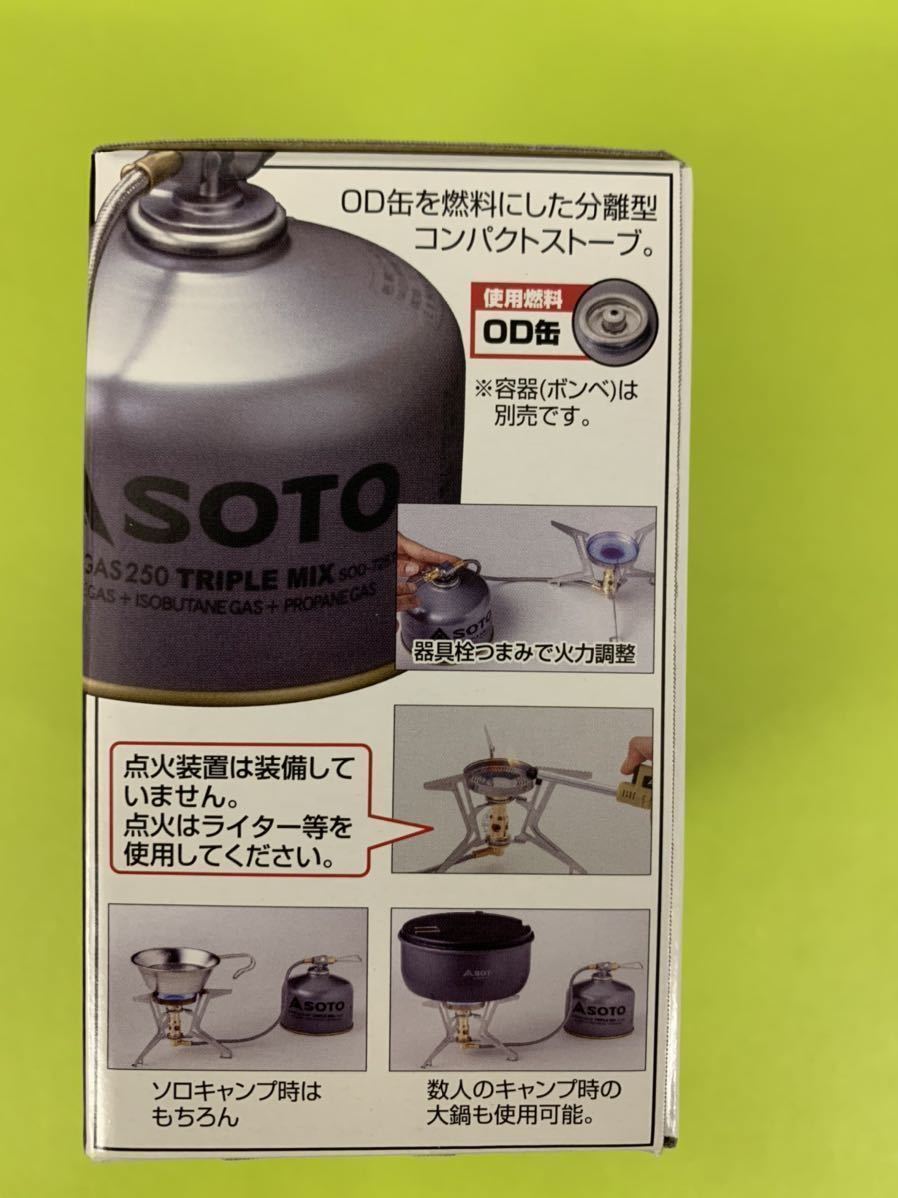 OD缶を燃料にした分離型
コンパクトストーブ。
使用燃料
OD缶
※容器(ボンベ)は
別売です。
SOTO
GAS250 TRIPLE MIX
GAS + ISOBUTANE GAS + PROPANE GAS
SOTO
器具栓つまみで火力調整
点火装置は装備して
いません。
点火はライター等を
使用してください。
SOTO
TRIPLE MIX
SOT
SOTO
TRIPLE MIX
ソロキャンプ時は
もちろん
数人のキャンプ時の
大鍋も使用可能。